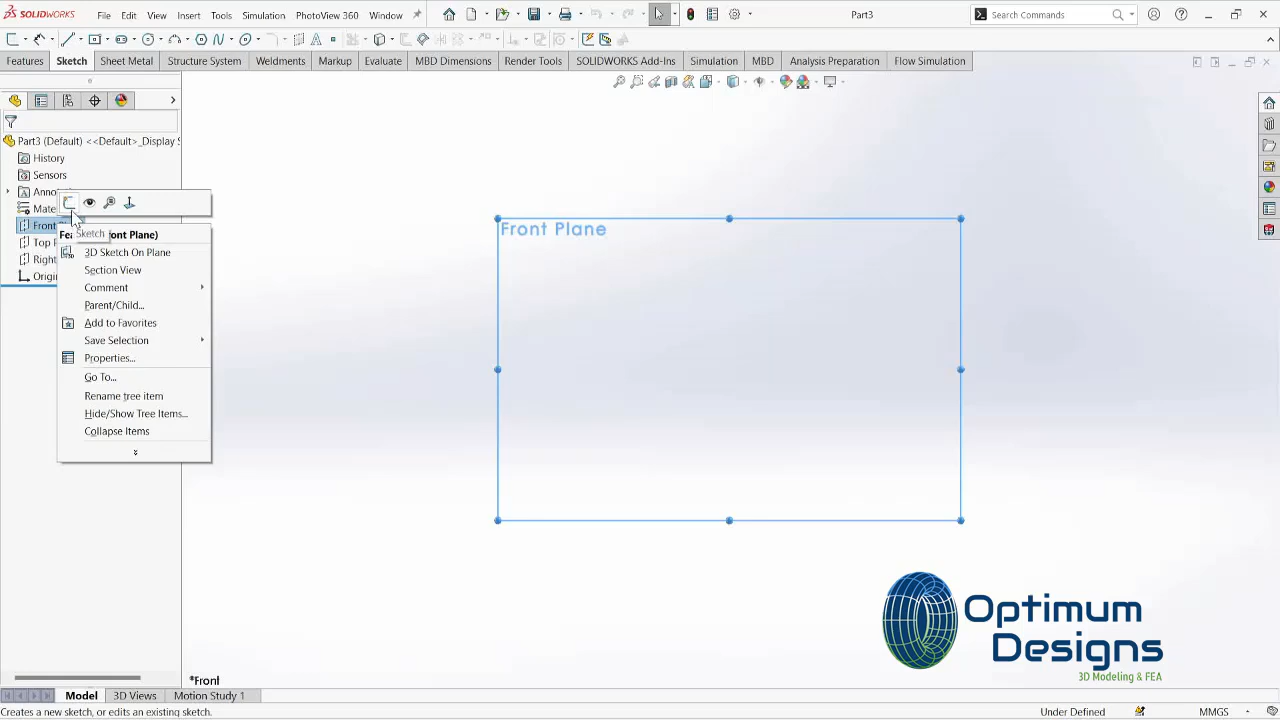 SOLIDWORKS File Edit View Insert Tools Simulation PhotoView 360 Window Part3 Search Commands
Features Sketch Sheet Metal Structure System Weldments Markup Evaluate MBD Dimensions Render Tools SOLIDWORKS Add-Ins Simulation MBD Analysis Preparation Flow Simulation
Part3 (Default) <<Default>_Display S
History
Sensors
Anno
Mate
Front
Sketch
Top
Right
Origi
3D Sketch On Plane
Section View
Comment
Parent/Child...
Add to Favorites
Save Selection
Properties...
Go To...
Rename tree item
Hide/Show Tree Items...
Collapse Items
Front Plane
Optimum
Designs
3D Modeling & FEA
*Front
Model 3D Views Motion Study 1
Creates a new sketch, or edits an existing sketch. Under Defined MMGS